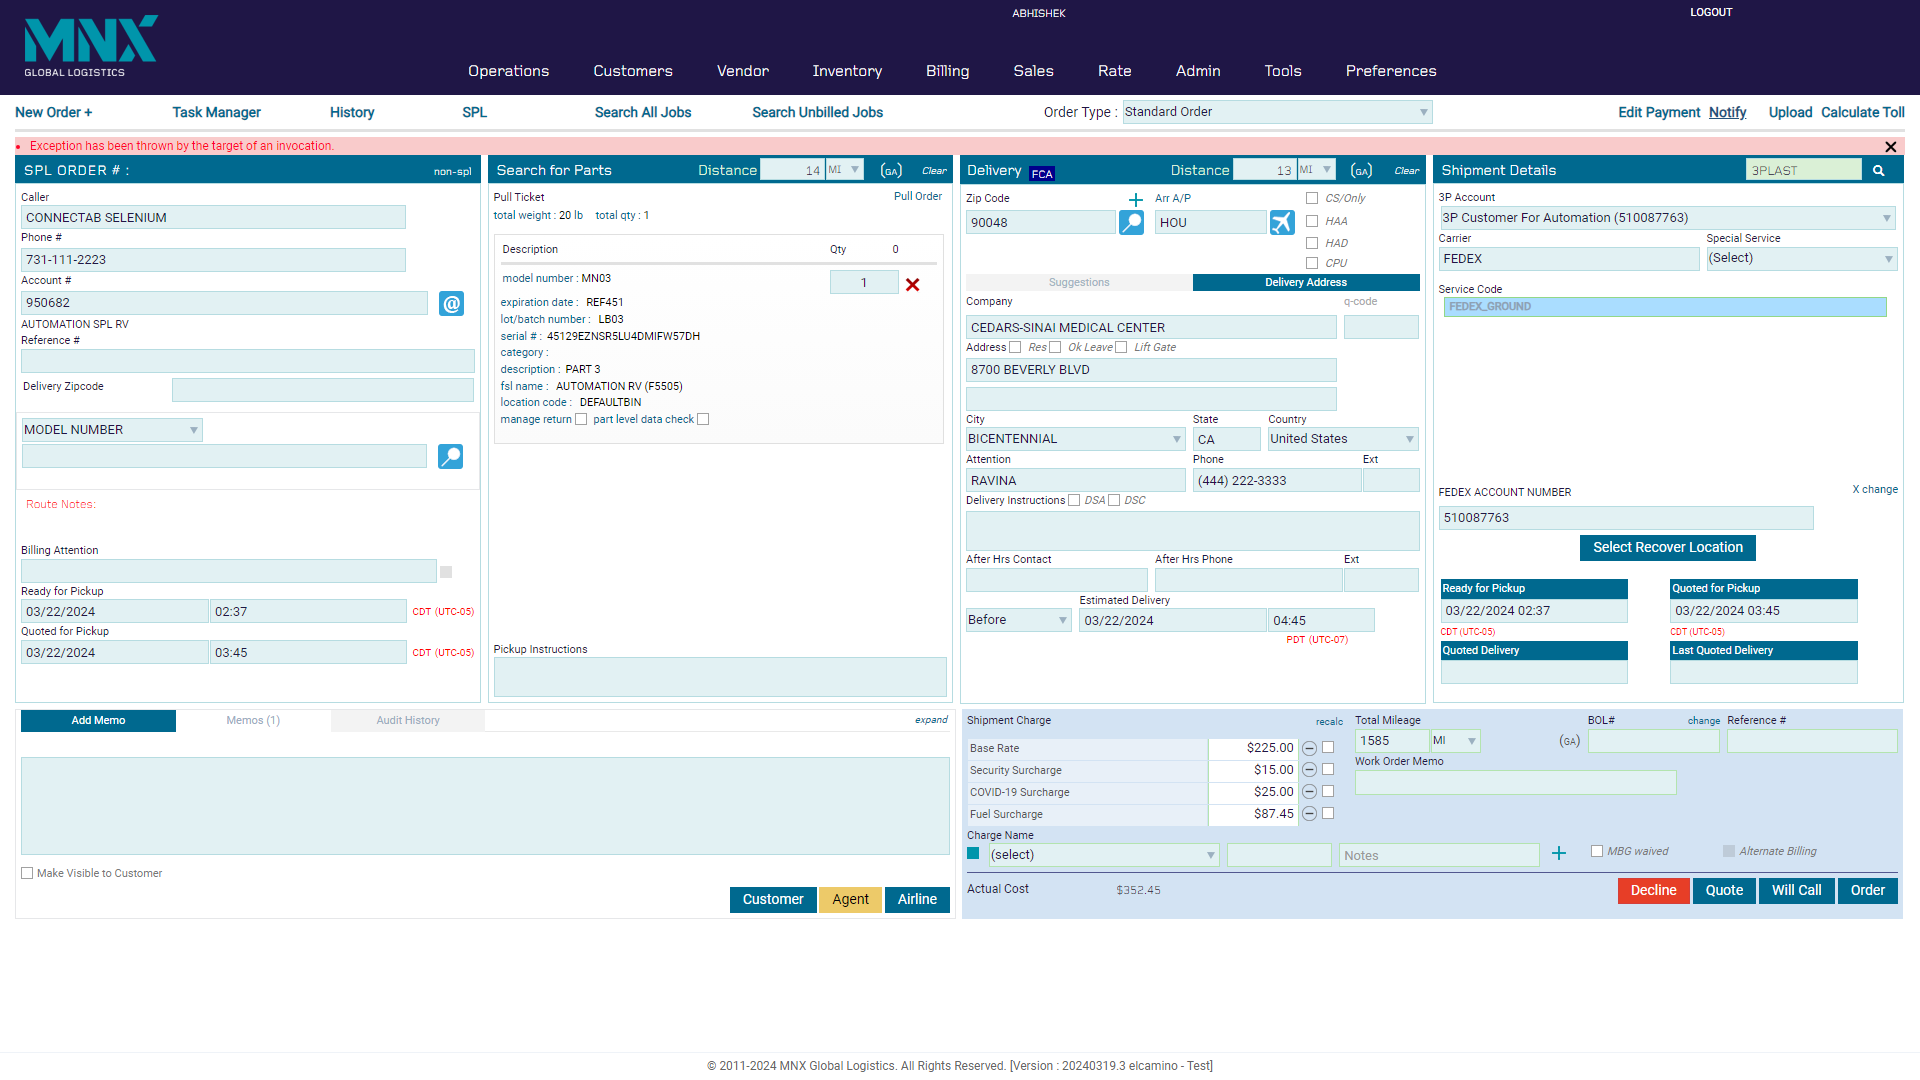 ABHISHEK
LOGOUT
MNX
GLOBAL LOGISTICS
Operations Customers Vendor Inventory Billing Sales Rate Admin Tools Preferences
New Order + Task Manager History SPL Search All Jobs Search Unbilled Jobs Order Type : Standard Order Edit Payment Notify Upload Calculate Toll
Exception has been thrown by the target of an invocation.
SPL ORDER # : non-spl
Caller
CONNECTAB SELENIUM
Phone #
731-111-2223
Account #
950682
@
AUTOMATION SPL RV
Reference #
Delivery Zipcode
MODEL NUMBER
Route Notes:
Billing Attention
Ready for Pickup
03/22/2024 02:37 CDT (UTC-05)
Quoted for Pickup
03/22/2024 03:45 CDT (UTC-05)
Search for Parts Distance 14 MI (GA) Clear
Pull Ticket Pull Order
total weight : 20 lb total qty : 1
Description Qty 0
model number : MN03 1
expiration date : REF451
lot/batch number : LB03
serial # : 45129EZNSR5LU4DMIFW57DH
category :
description : PART 3
fsl name : AUTOMATION RV (F5505)
location code : DEFAULTBIN
manage return part level data check
Pickup Instructions
Delivery FCA Distance 13 MI (GA) Clear
Zip Code Arr A/P CS/Only
90048 HOU HAA
HAD
CPU
Suggestions Delivery Address
Company q-code
CEDARS-SINAI MEDICAL CENTER
Address Res Ok Leave Lift Gate
8700 BEVERLY BLVD
City State Country
BICENTENNIAL CA United States
Attention Phone Ext
RAVINA (444) 222-3333
Delivery Instructions DSA DSC
After Hrs Contact After Hrs Phone Ext
Estimated Delivery
Before 03/22/2024 04:45
PDT (UTC-07)
Shipment Details 3PLAST
3P Account
3P Customer For Automation (510087763)
Carrier Special Service
FEDEX (Select)
Service Code
FEDEX_GROUND
FEDEX ACCOUNT NUMBER X change
510087763
Select Recover Location
Ready for Pickup Quoted for Pickup
03/22/2024 02:37 03/22/2024 03:45
CDT (UTC-05) CDT (UTC-05)
Quoted Delivery Last Quoted Delivery
Add Memo Memos (1) Audit History expand
Make Visible to Customer
Customer Agent Airline
Shipment Charge recalc Total Mileage BOL# change Reference #
Base Rate $225.00 1585 MI (GA)
Security Surcharge $15.00 Work Order Memo
COVID-19 Surcharge $25.00
Fuel Surcharge $87.45
Charge Name
(select) Notes MBG waived Alternate Billing
Actual Cost $352.45 Decline Quote Will Call Order
© 2011-2024 MNX Global Logistics. All Rights Reserved. [Version : 20240319.3 elcamino - Test]